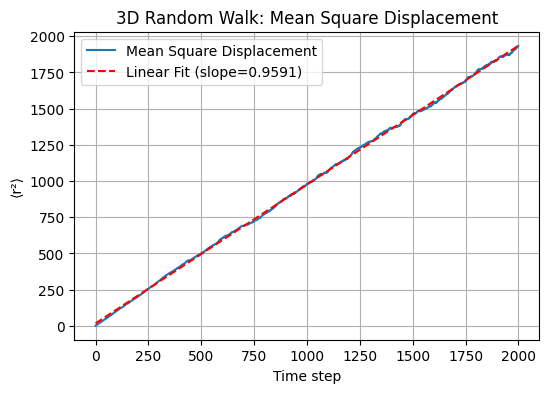 3D Random Walk: Mean Square Displacement
Mean Square Displacement
Linear Fit (slope=0.9591)
2000
1750
1500
1250
1000
750
500
250
0
⟨r²⟩
0 250 500 750 1000 1250 1500 1750 2000
Time step